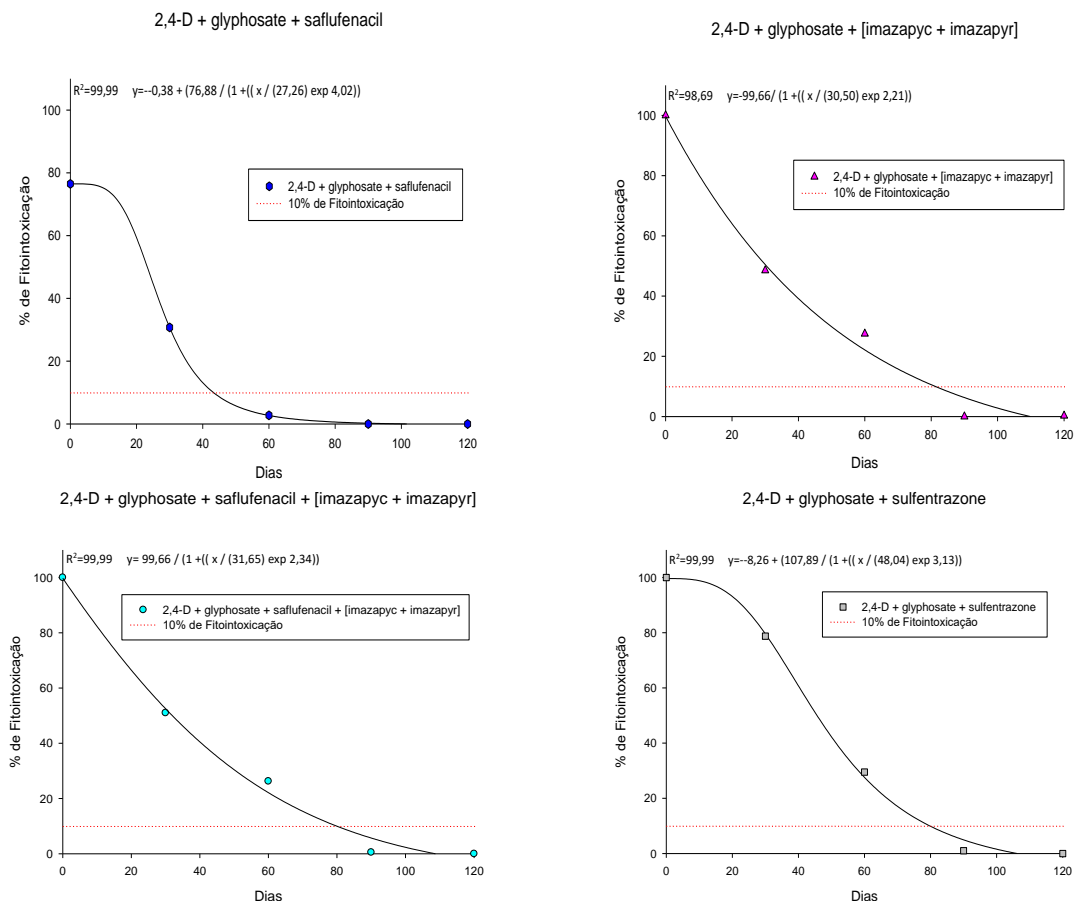 2,4-D + glyphosate + saflufenacil
R²=99,99 y=--0,38 + (76,88 / (1 +(( x / (27,26) exp 4,02))
2,4-D + glyphosate + saflufenacil
10% de Fitointoxicação
% de Fitointoxicação
100
80
60
40
20
0
0 20 40 60 80 100 120
Dias
2,4-D + glyphosate + [imazapyc + imazapyr]
R²=98,69 y=-99,66/ (1 +(( x / (30,50) exp 2,21))
2,4-D + glyphosate + [imazapyc + imazapyr]
10% de Fitointoxicação
% de Fitointoxicação
100
80
60
40
20
0
0 20 40 60 80 100 120
Dias
2,4-D + glyphosate + saflufenacil + [imazapyc + imazapyr]
R²=99,99 y= 99,66 / (1 +(( x / (31,65) exp 2,34))
2,4-D + glyphosate + saflufenacil + [imazapyc + imazapyr]
10% de Fitointoxicação
% de Fitointoxicação
100
80
60
40
20
0
0 20 40 60 80 100 120
Dias
2,4-D + glyphosate + sulfentrazone
R²=99,99 y=--8,26 + (107,89 / (1 +(( x / (48,04) exp 3,13))
2,4-D + glyphosate + sulfentrazone
10% de Fitointoxicação
% de Fitointoxicação
100
80
60
40
20
0
0 20 40 60 80 100 120
Dias